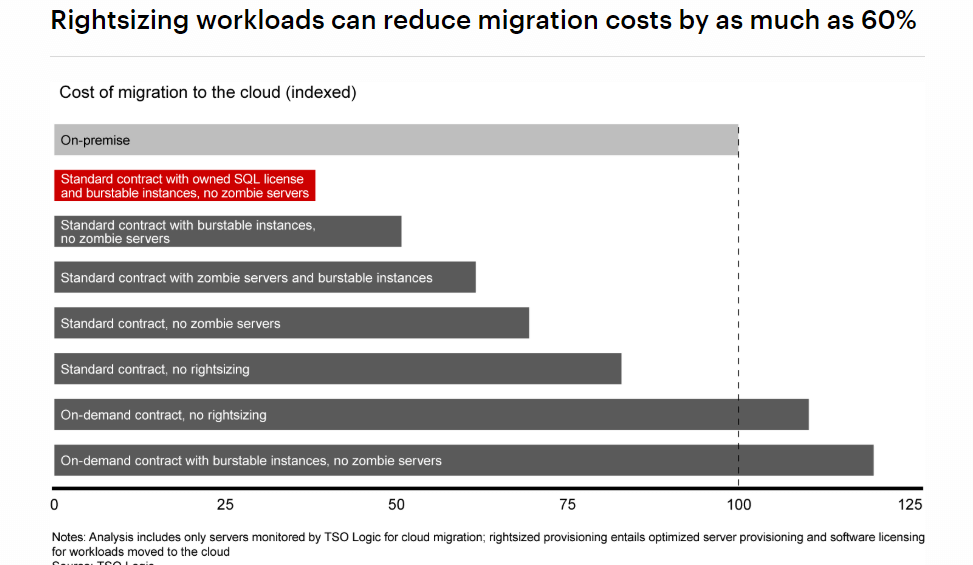 Rightsizing workloads can reduce migration costs by as much as 60%
Cost of migration to the cloud (indexed)
On-premise
Standard contract with owned SQL license
and burstable instances, no zombie servers
Standard contract with burstable instances,
no zombie servers
Standard contract with zombie servers and burstable instances
Standard contract, no zombie servers
Standard contract, no rightsizing
On-demand contract, no rightsizing
On-demand contract with burstable instances, no zombie servers
0 25 50 75 100 125
Notes: Analysis includes only servers monitored by TSO Logic for cloud migration; rightsized provisioning entails optimized server provisioning and software licensing
for workloads moved to the cloud
Source: TSO Logic